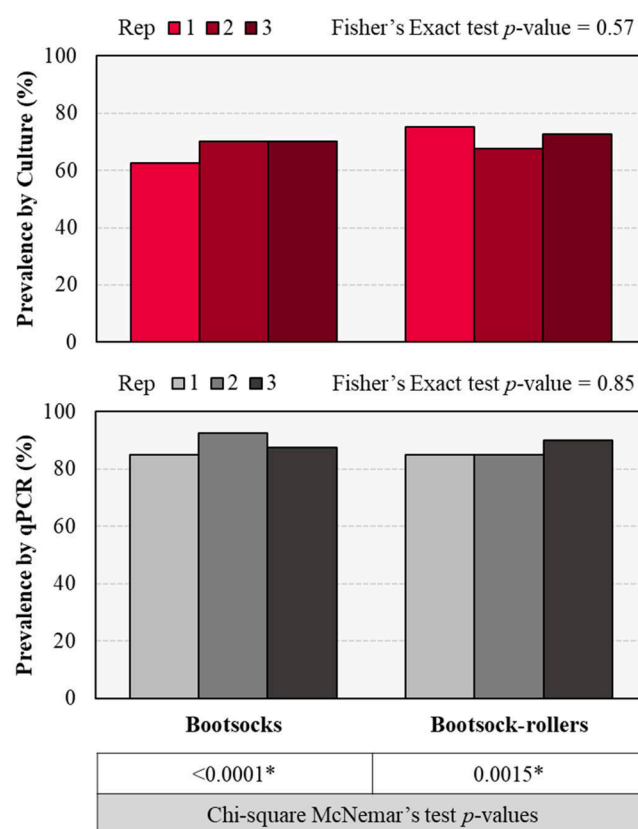 Rep 1 2 3 Fisher's Exact test p-value = 0.57
Prevalence by Culture (%)
100
80
60
40
20
0
Rep 1 2 3 Fisher's Exact test p-value = 0.85
Prevalence by qPCR (%)
100
80
60
40
20
0
Bootsocks Bootsock-rollers
<0.0001* 0.0015*
Chi-square McNemar's test p-values